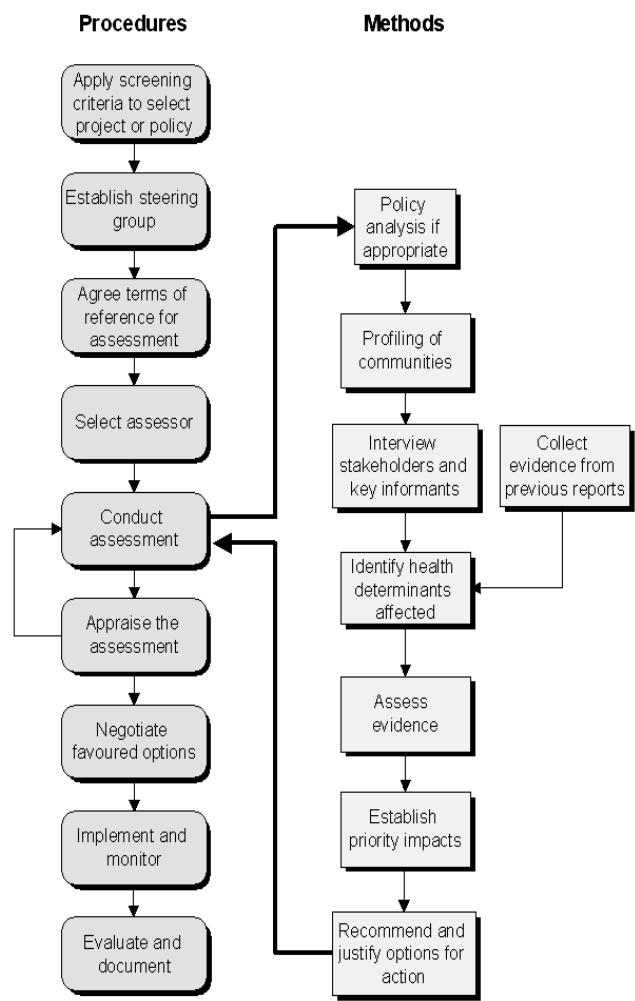 Procedures
Methods
Apply screening
criteria to select
project or policy
Establish steering
group
Agree terms of
reference for
assessment
Select assessor
Conduct
assessment
Appraise the
assessment
Negotiate
favoured options
Implement and
monitor
Evaluate and
document
Policy
analysis if
appropriate
Profiling of
communities
Interview
stakeholders and
key informants
Collect
evidence from
previous reports
Identify health
determinants
affected
Assess
evidence
Establish
priority impacts
Recommend and
justify options for
action